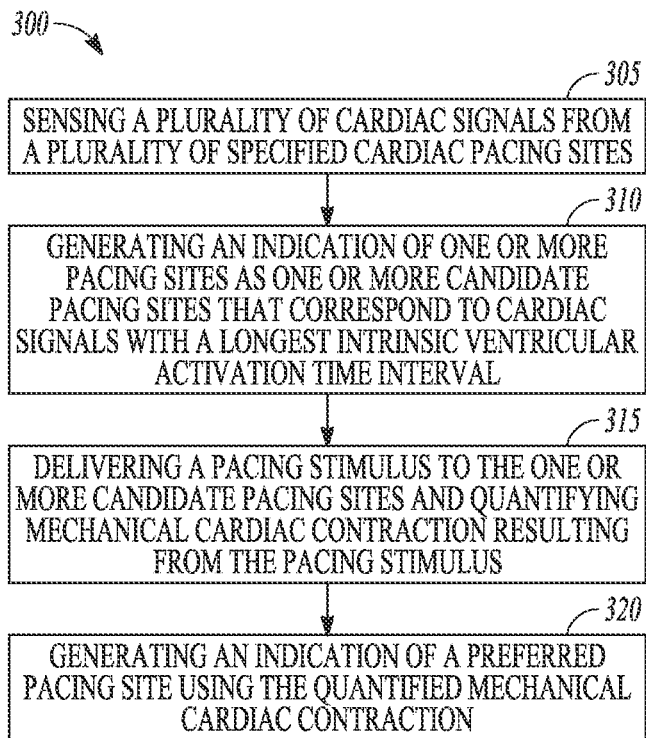 300
305
SENSING A PLURALITY OF CARDIAC SIGNALS FROM
A PLURALITY OF SPECIFIED CARDIAC PACING SITES
310
GENERATING AN INDICATION OF ONE OR MORE
PACING SITES AS ONE OR MORE CANDIDATE
PACING SITES THAT CORRESPOND TO CARDIAC
SIGNALS WITH A LONGEST INTRINSIC VENTRICULAR
ACTIVATION TIME INTERVAL
315
DELIVERING A PACING STIMULUS TO THE ONE OR
MORE CANDIDATE PACING SITES AND QUANTIFYING
MECHANICAL CARDIAC CONTRACTION RESULTING
FROM THE PACING STIMULUS
320
GENERATING AN INDICATION OF A PREFERRED
PACING SITE USING THE QUANTIFIED MECHANICAL
CARDIAC CONTRACTION